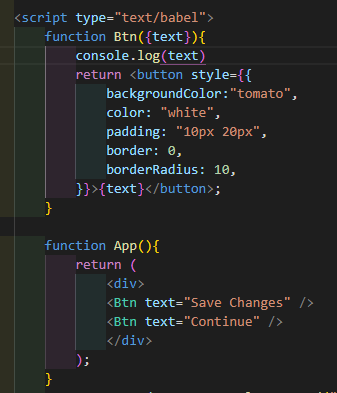 <script type="text/babel">
function Btn({text}){
console.log(text)
return <button style={{
backgroundColor:"tomato",
color: "white",
padding: "10px 20px",
border: 0,
borderRadius: 10,
}}>{text}</button>;
}
function App(){
return (
<div>
<Btn text="Save Changes" />
<Btn text="Continue" />
</div>
);
}